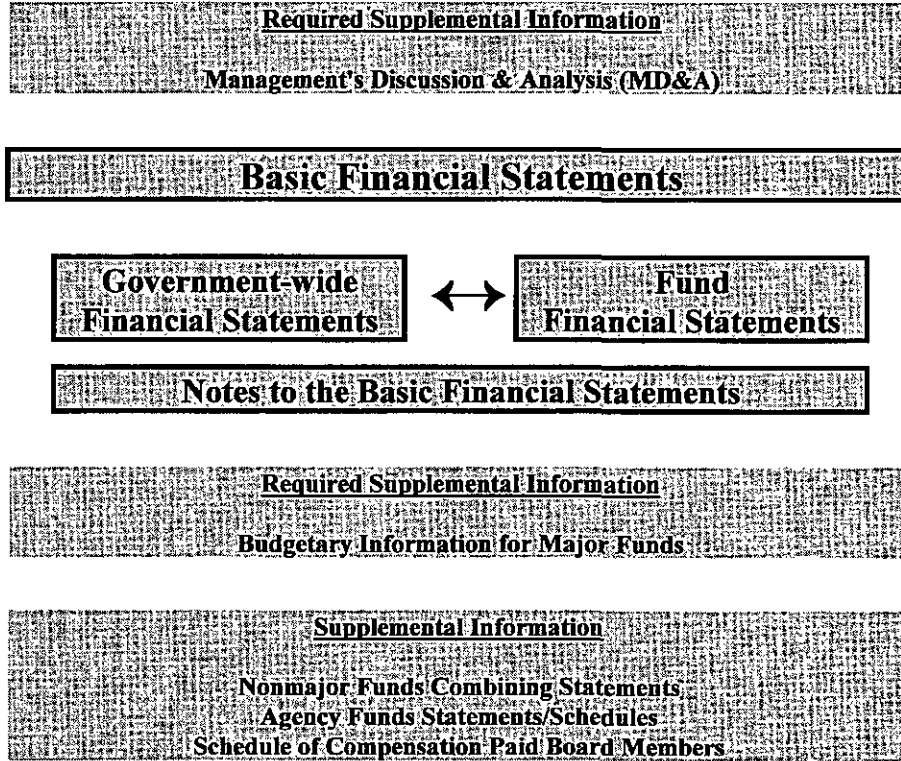 Required Supplemental Information
Management's Discussion & Analysis (MD&A)
Basic Financial Statements
Government-wide
Financial Statements
Fund
Financial Statements
Notes to the Basic Financial Statements
Required Supplemental Information
Budgetary Information for Major Funds
Supplemental Information
Nonmajor Funds Combining Statements
Agency Funds Statements/Schedules
Schedule of Compensation Paid Board Members